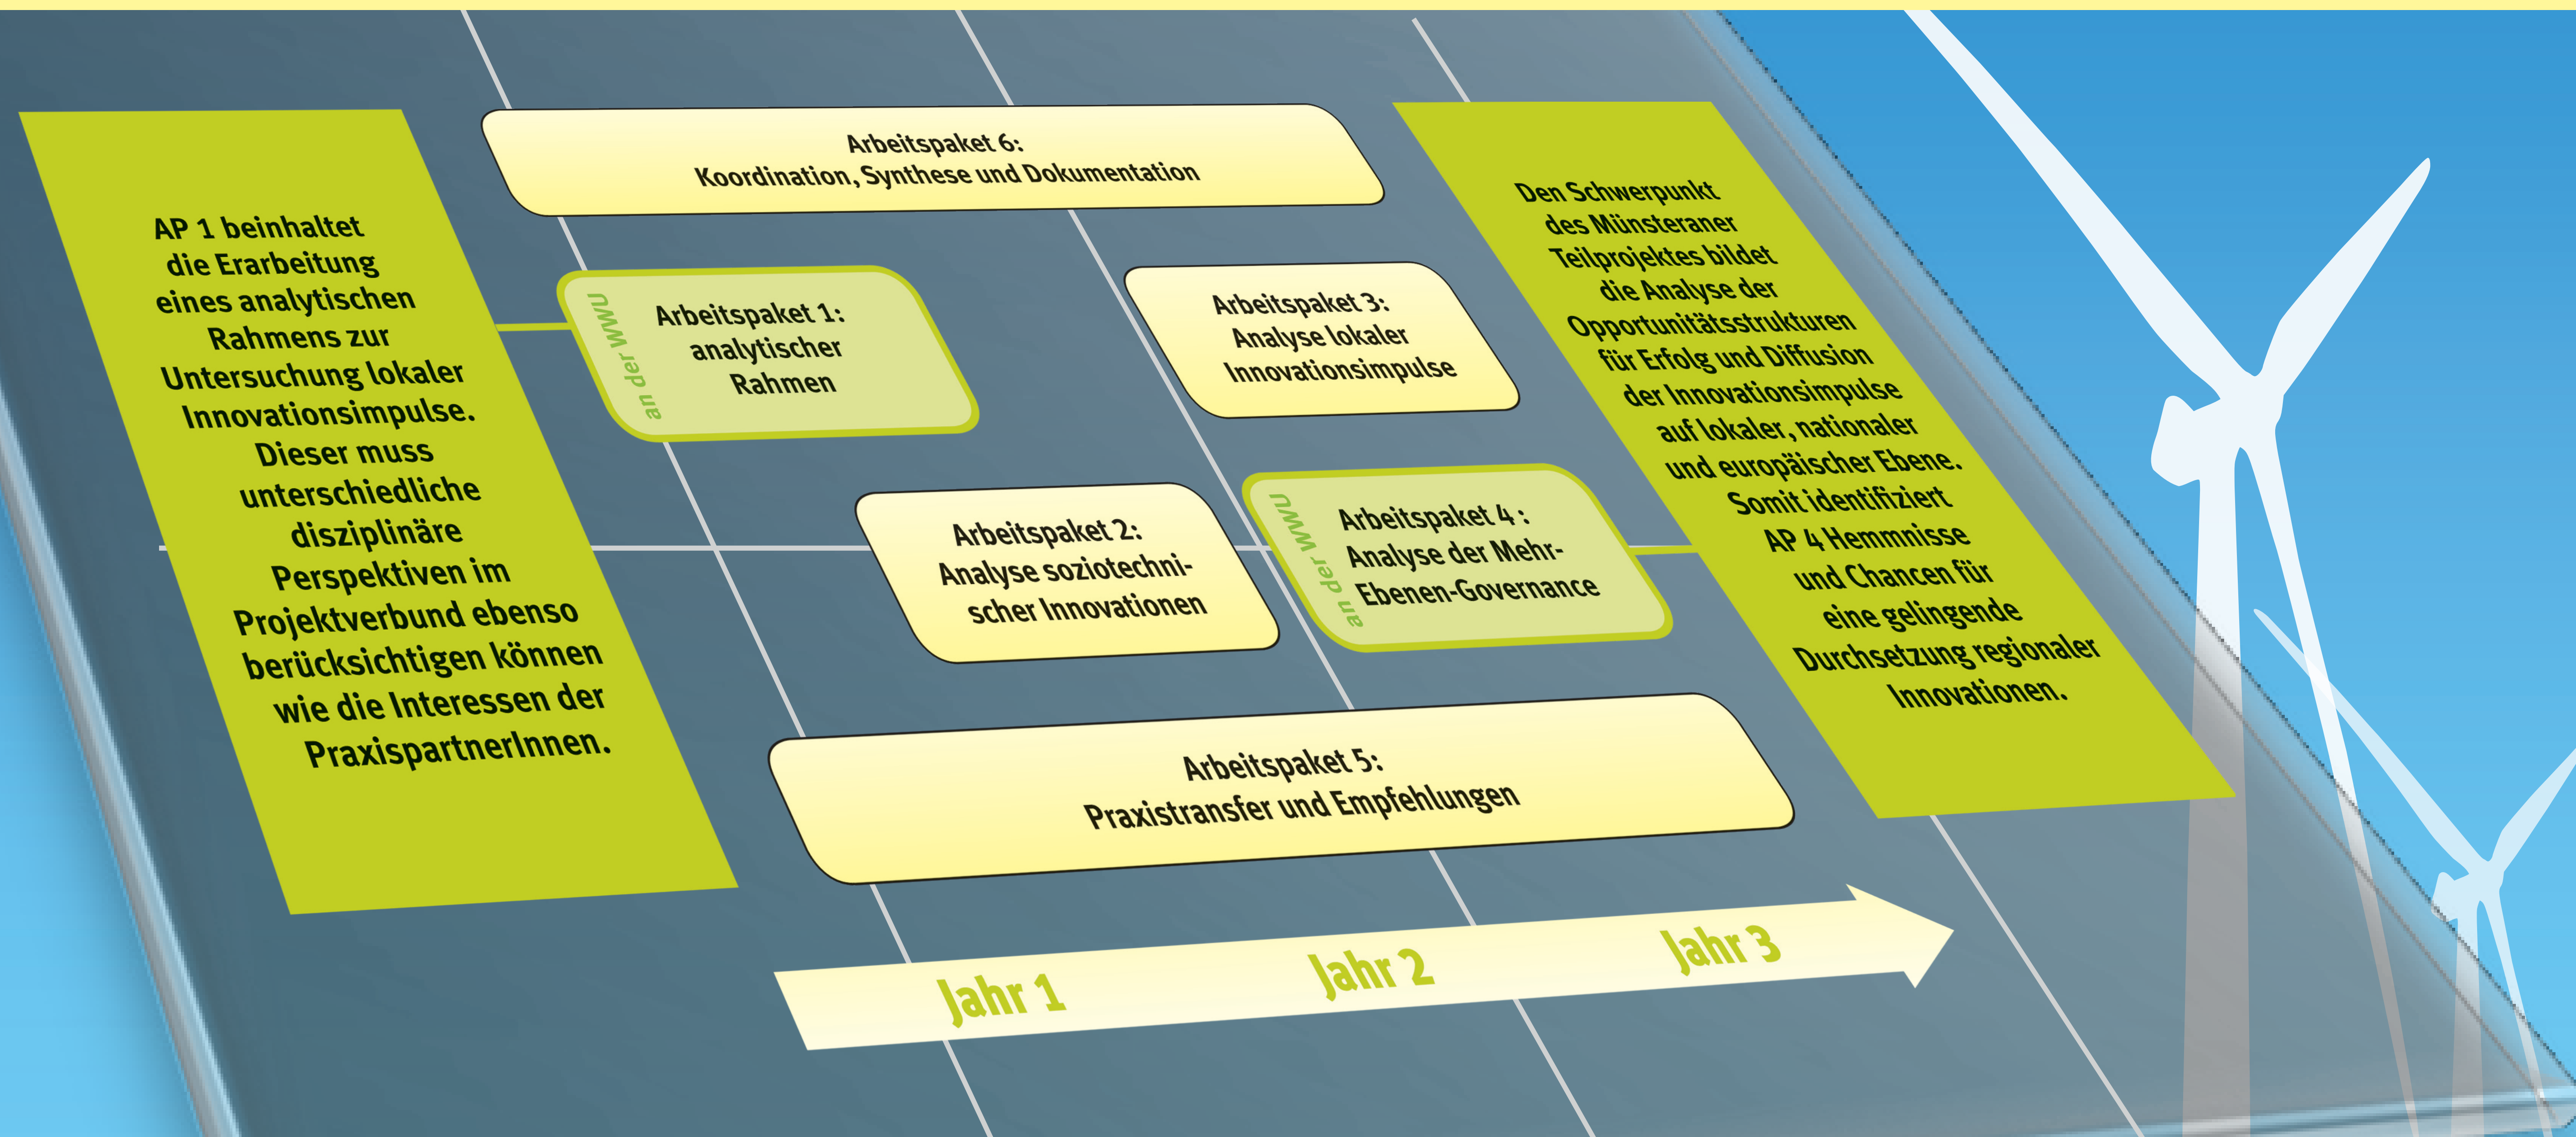 AP 1 beinhaltet
die Erarbeitung
eines analytischen
Rahmens zur
Untersuchung lokaler
Innovationsimpulse.
Dieser muss
unterschiedliche
disziplinäre
Perspektiven im
Projektverbund ebenso
berücksichtigen können
wie die Interessen der
PraxispartnerInnen.
Arbeitspaket 6:
Koordination, Synthese und Dokumentation
an der WWU
Arbeitspaket 1:
analytischer
Rahmen
Arbeitspaket 3:
Analyse lokaler
Innovationsimpulse
Arbeitspaket 2:
Analyse soziotechni-
scher Innovationen
an der WWU
Arbeitspaket 4 :
Analyse der Mehr-
Ebenen-Governance
Arbeitspaket 5:
Praxistransfer und Empfehlungen
Jahr 1 Jahr 2 Jahr 3
Den Schwerpunkt
des Münsteraner
Teilprojektes bildet
die Analyse der
Opportunitätsstrukturen
für Erfolg und Diffusion
der Innovationsimpulse
auf lokaler, nationaler
und europäischer Ebene.
Somit identifiziert
AP 4 Hemmnisse
und Chancen für
eine gelingende
Durchsetzung regionaler
Innovationen.